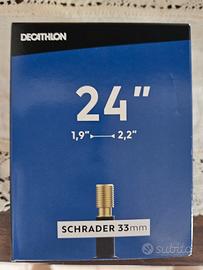 DECATHLON
24"
1,9" 2,2"
SCHRADER 33mm
subito